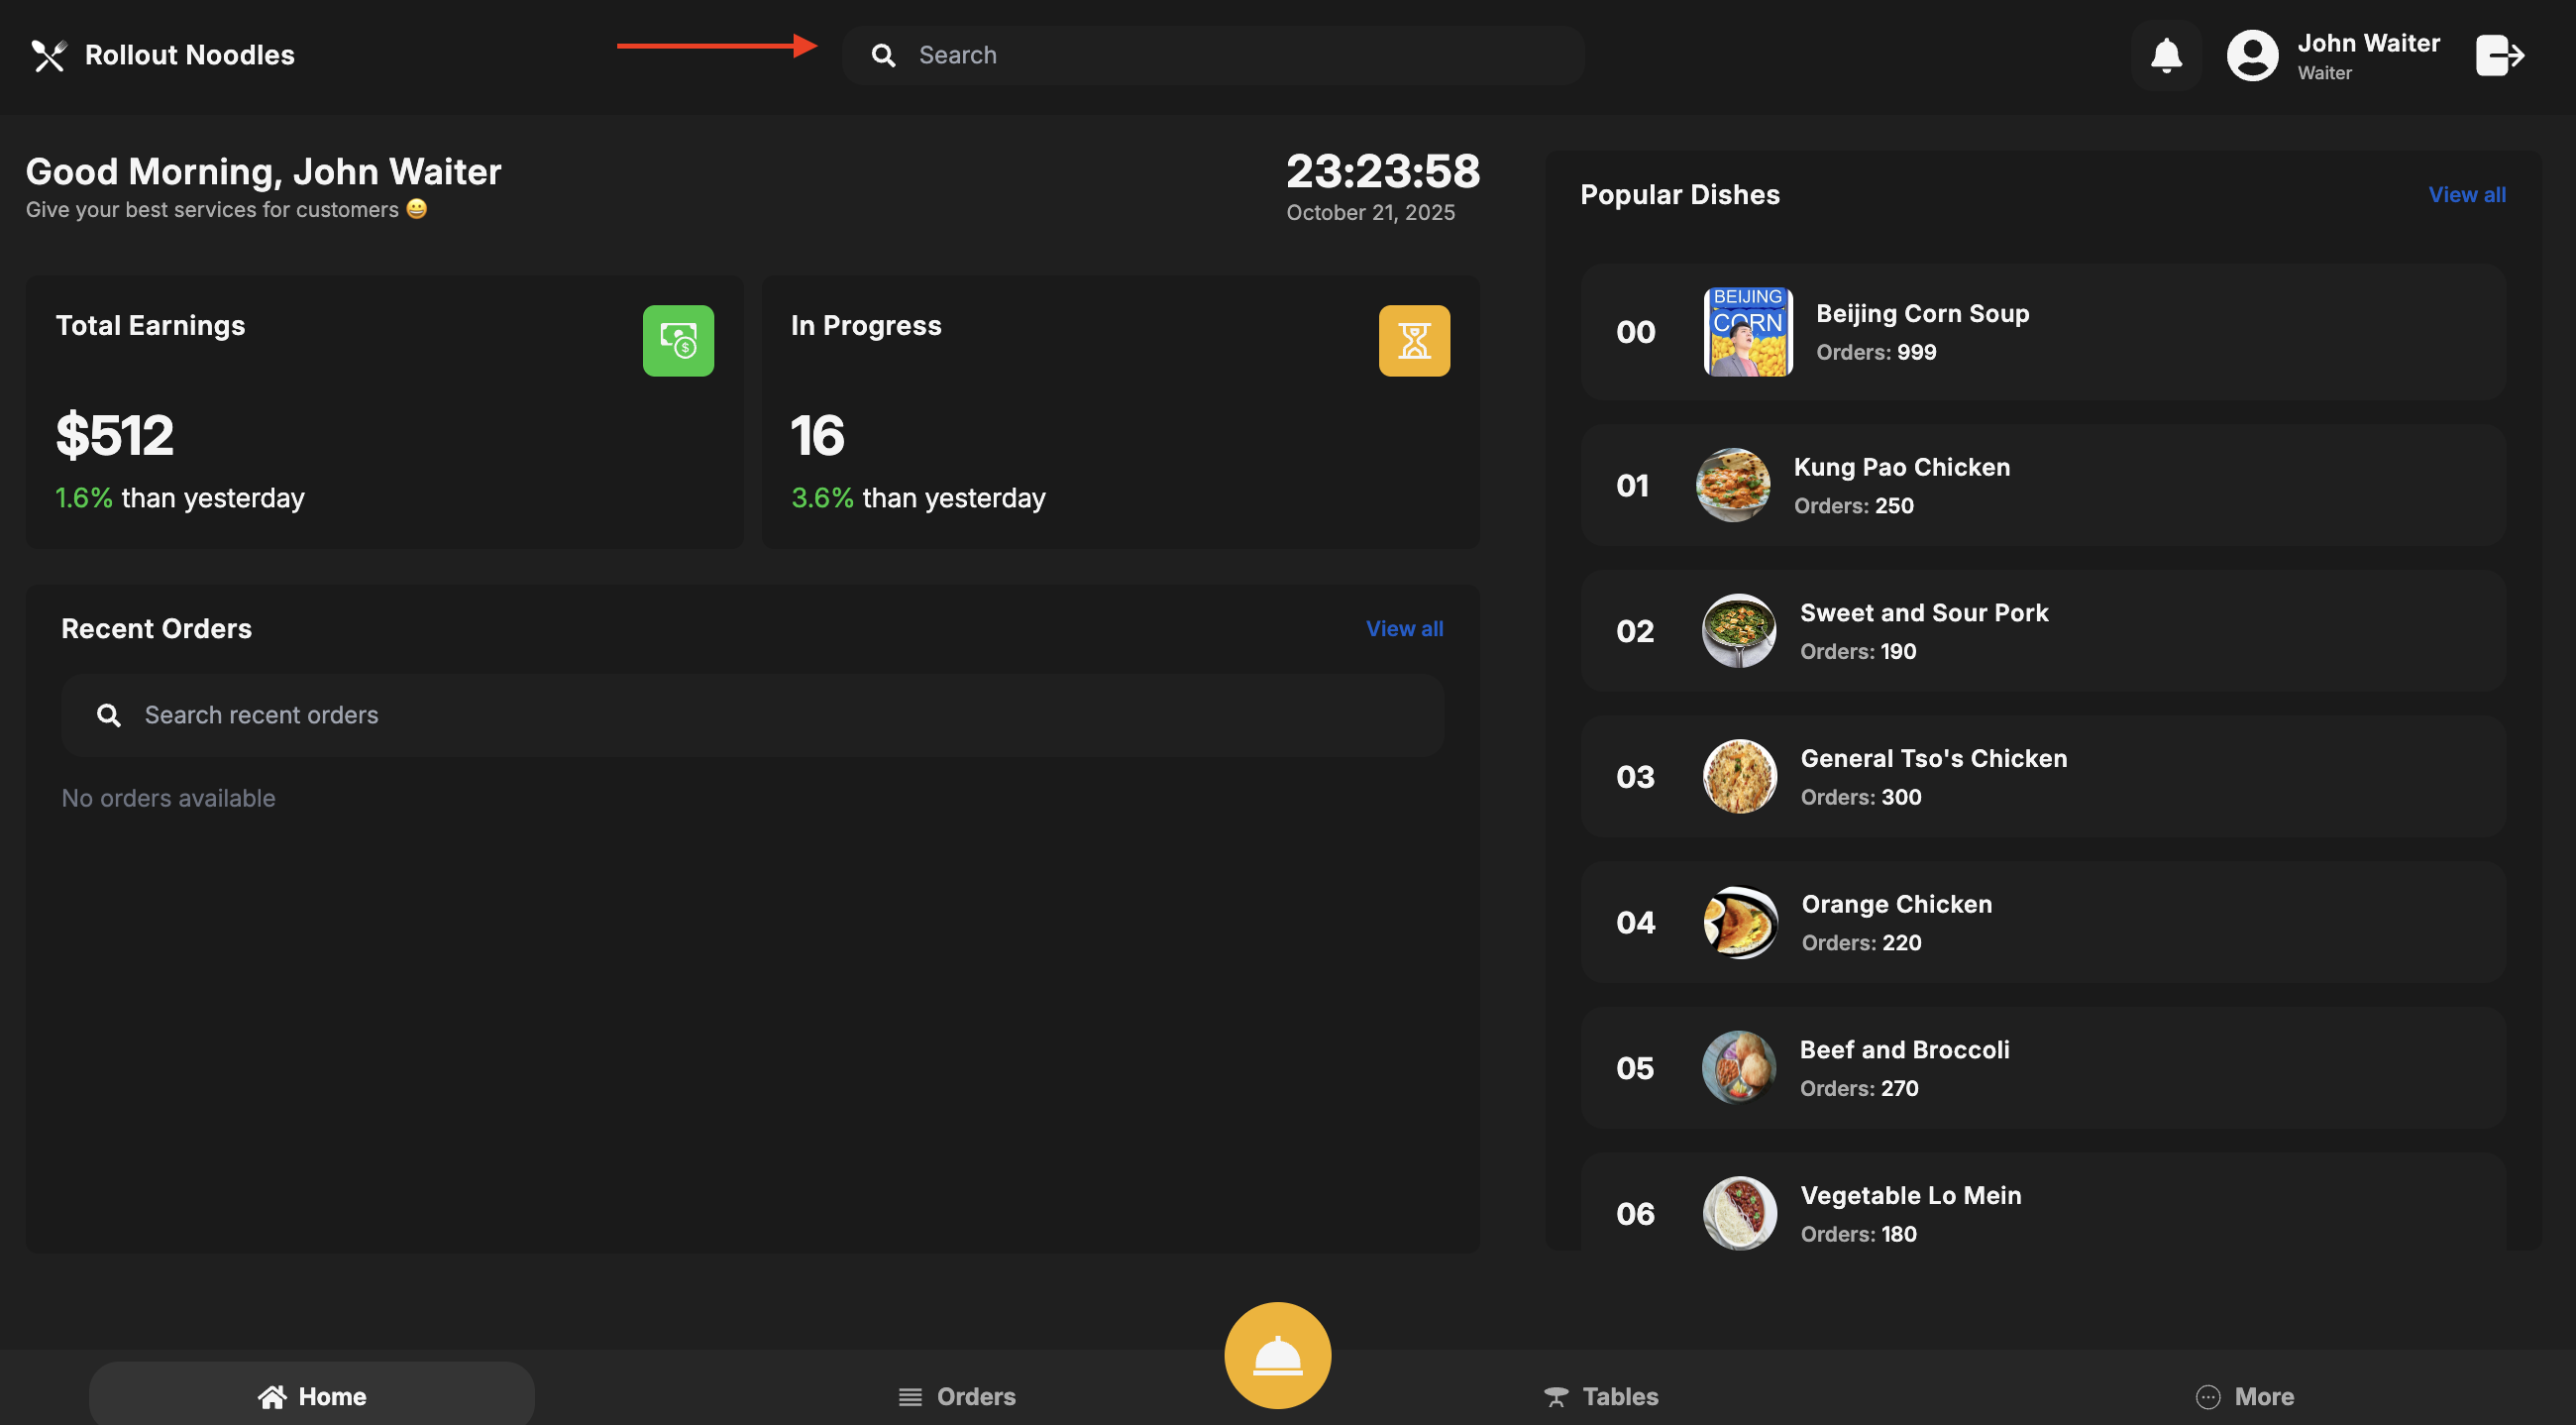 Rollout Noodles
Search
John Waiter
Waiter
Good Morning, John Waiter
Give your best services for customers 😀
23:23:58
October 21, 2025
Total Earnings
$512
1.6% than yesterday
In Progress
16
3.6% than yesterday
Recent Orders
View all
Search recent orders
No orders available
Popular Dishes
View all
00
BEIJING
CORN
Beijing Corn Soup
Orders: 999
01
Kung Pao Chicken
Orders: 250
02
Sweet and Sour Pork
Orders: 190
03
General Tso's Chicken
Orders: 300
04
Orange Chicken
Orders: 220
05
Beef and Broccoli
Orders: 270
06
Vegetable Lo Mein
Orders: 180
Home
Orders
Tables
More